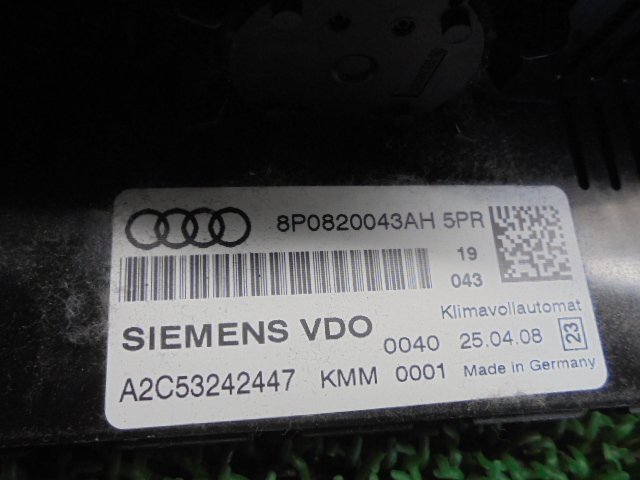 8P0820043AH 5PR
19
043
Klimavollautomat
SIEMENS VDO 0040 25.04.08 23
A2C53242447 KMM 0001 Made in Germany